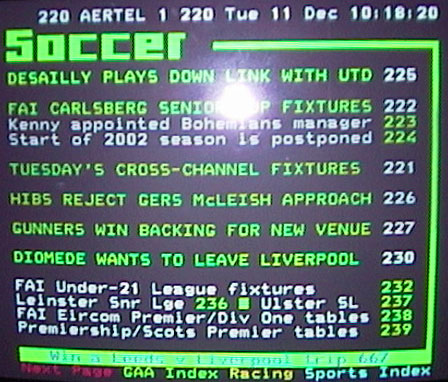 220 AERTEL 1 220 Tue 11 Dec 10:18:20
Soccer
DESAILLY PLAYS DOWN LINK WITH UTD 225
FAI CARLSBERG SENIOR CUP FIXTURES 222
Kenny appointed Bohemians manager 223
Start of 2002 season is postponed 224
TUESDAY'S CROSS-CHANNEL FIXTURES 221
HIBS REJECT GERS McLEISH APPROACH 226
GUNNERS WIN BACKING FOR NEW VENUE 227
DIOMEDE WANTS TO LEAVE LIVERPOOL 230
FAI Under-21 League fixtures 232
Leinster Snr Lge 236 Ulster SL 237
FAI Eircom Premier/Div One tables 238
Premiership/Scots Premier tables 239
Win a Leeds v Liverpool trip 667
Next Page GAA Index Racing Sports Index